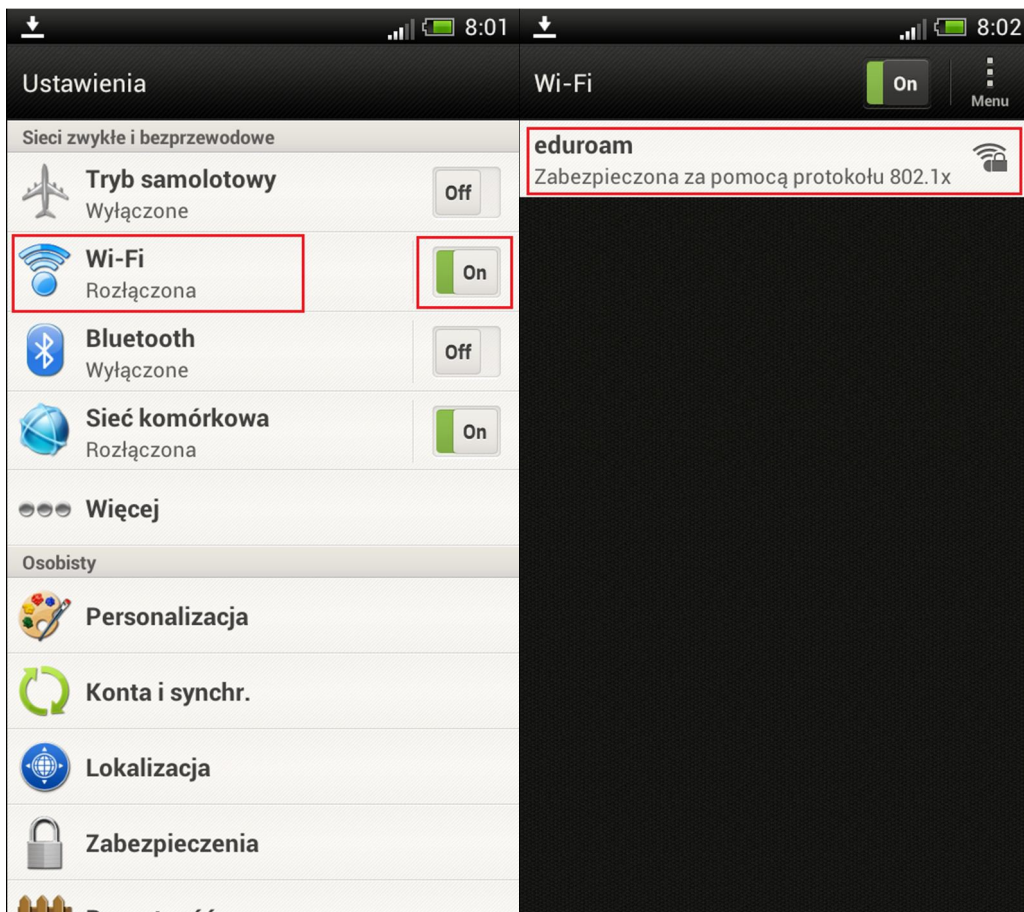 8:01
Ustawienia
Sieci zwykłe i bezprzewodowe
Tryb samolotowy
Wyłączone
Off
Wi-Fi
Rozłączona
On
Bluetooth
Wyłączone
Off
Sieć komórkowa
Rozłączona
On
Więcej
Osobisty
Personalizacja
Konta i synchr.
Lokalizacja
Zabezpieczenia
8:02
Wi-Fi
On
Menu
eduroam
Zabezpieczona za pomocą protokołu 802.1x